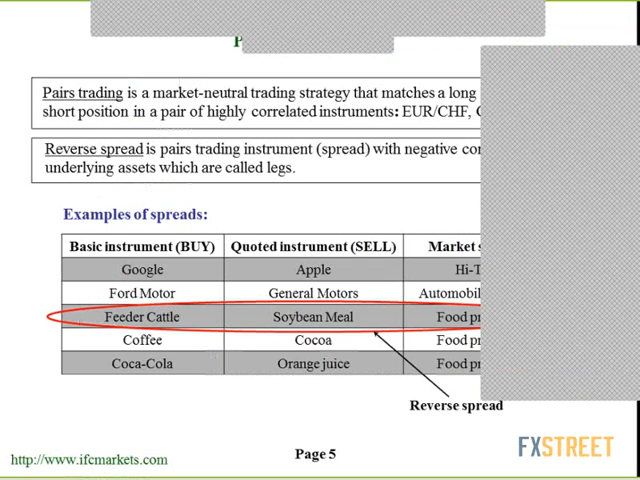 Pairs trading is a market-neutral trading strategy that matches a long
short position in a pair of highly correlated instruments: EUR/CHF,
Reverse spread is pairs trading instrument (spread) with negative
underlying assets which are called legs.
Examples of spreads:
Basic instrument (BUY) Quoted instrument (SELL) Market
Google Apple
Ford Motor General Motors
Feeder Cattle Soybean Meal Food
Coffee Cocoa Food
Coca-Cola Orange juice Food
Reverse spread
FXSTREET
Page 5
http://www.ifcmarkets.com